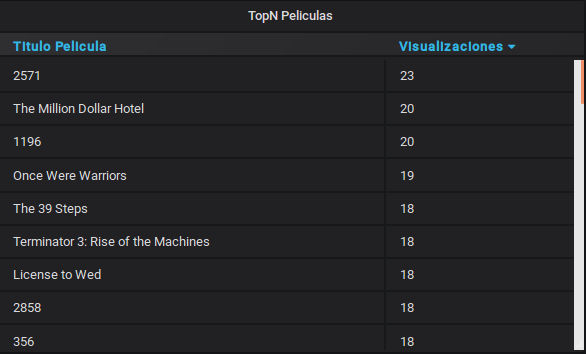 TopN Peliculas
Titulo Pelicula Visualizaciones
2571 23
The Million Dollar Hotel 20
1196 20
Once Were Warriors 19
The 39 Steps 18
Terminator 3: Rise of the Machines 18
License to Wed 18
2858 18
356 18